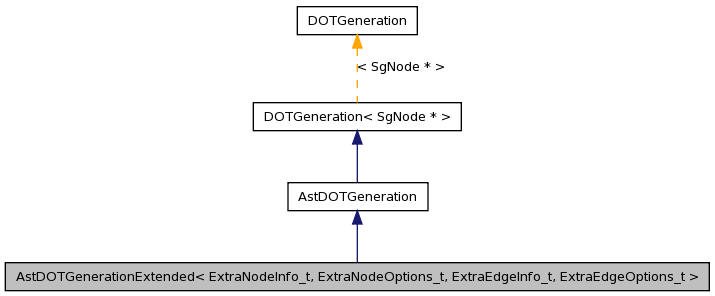 DOTGeneration
< SgNode * >
DOTGeneration< SgNode * >
AstDOTGeneration
AstDOTGenerationExtended< ExtraNodeInfo_t, ExtraNodeOptions_t, ExtraEdgeInfo_t, ExtraEdgeOptions_t >